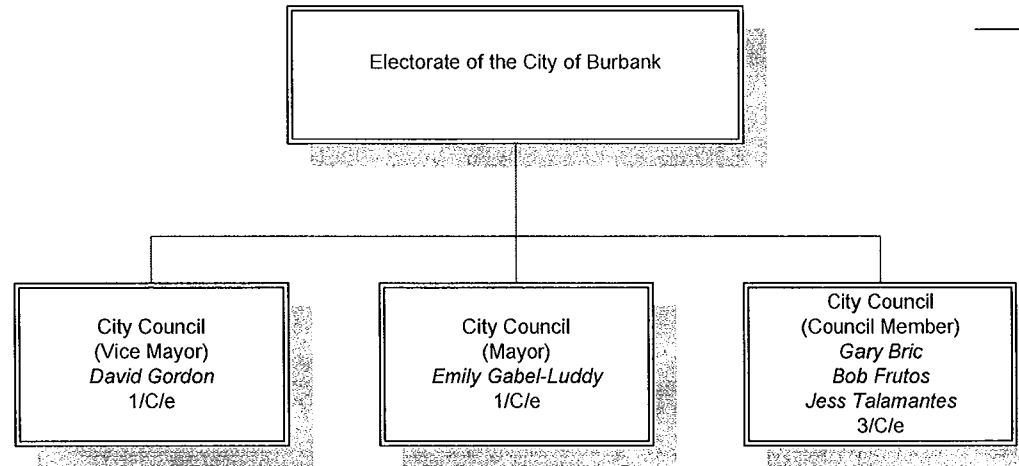 Electorate of the City of Burbank
City Council
(Vice Mayor)
David Gordon
1/C/e
City Council
(Mayor)
Emily Gabel-Luddy
1/C/e
City Council
(Council Member)
Gary Bric
Bob Frutos
Jess Talamantes
3/C/e